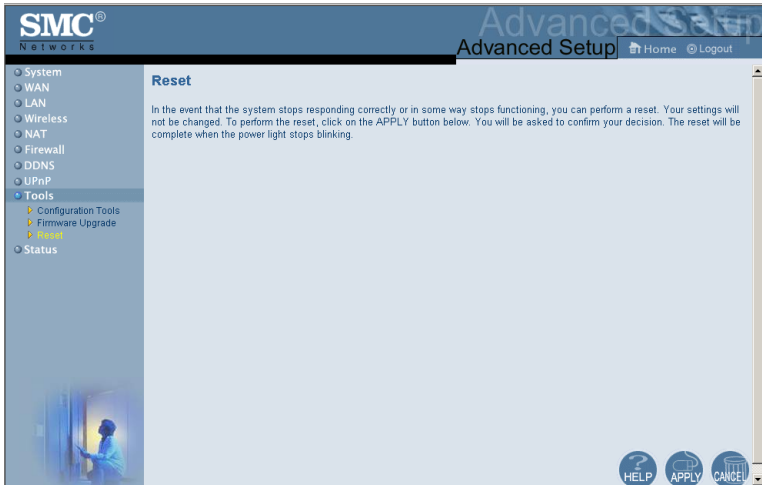 SMC®
Networks
Advanced Setup
Advanced Setup
Home
Logout
System
WAN
LAN
Wireless
NAT
Firewall
DDNS
UPnP
Tools
Configuration Tools
Firmware Upgrade
Reset
Status
Reset
In the event that the system stops responding correctly or in some way stops functioning, you can perform a reset. Your settings will
not be changed. To perform the reset, click on the APPLY button below. You will be asked to confirm your decision. The reset will be
complete when the power light stops blinking.
HELP
APPLY
CANCEL